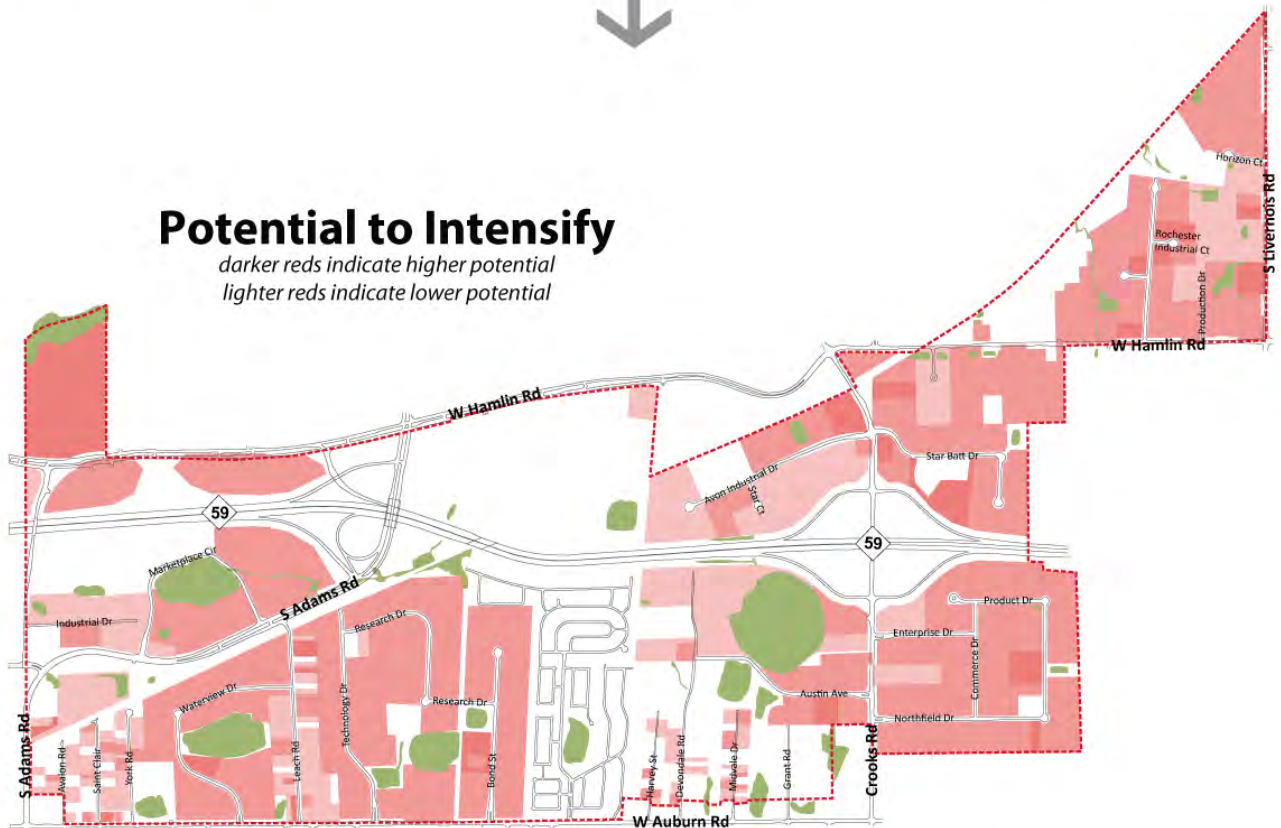 Potential to Intensify
darker reds indicate higher potential
lighter reds indicate lower potential
Horizon Ct
S Livernois Rd
Rochester
Industrial Ct
Production Dr
W Hamlin Rd
W Hamlin Rd
Star Batt Dr
Avon Industrial Dr
Star Ct
59
59
Marketplace Cir
S Adams Rd
Industrial Dr
Research Dr
Product Dr
Enterprise Dr
Commerce Dr
Waterview Dr
Technology Dr
Research Dr
Austin Ave
Northfield Dr
S Adams Rd
Avalon Rd
Saint Clair
York Rd
Leach Rd
Bond St
Harvey St
Devondale Rd
Midvale Dr
Grant Rd
Crooks Rd
W Auburn Rd